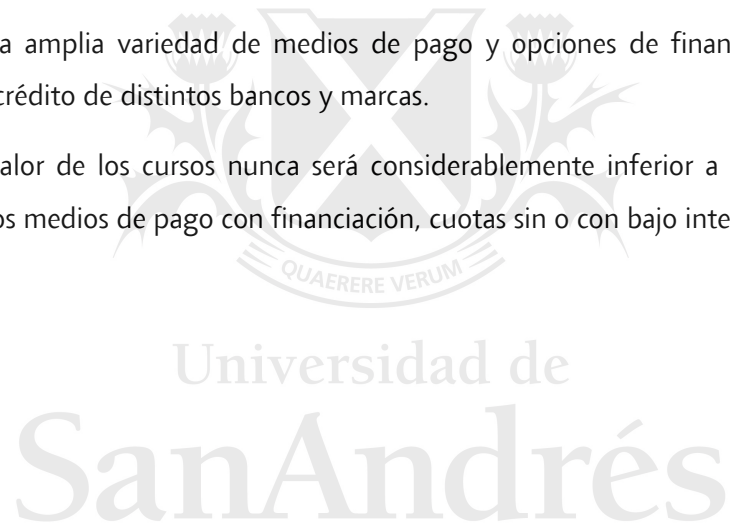 a amplia variedad de medios de pago y opciones de finan
crédito de distintos bancos y marcas.
alor de los cursos nunca será considerablemente inferior a
os medios de pago con financiación, cuotas sin o con bajo inte
QUAERERE VERUM
Universidad de
SanAndrés